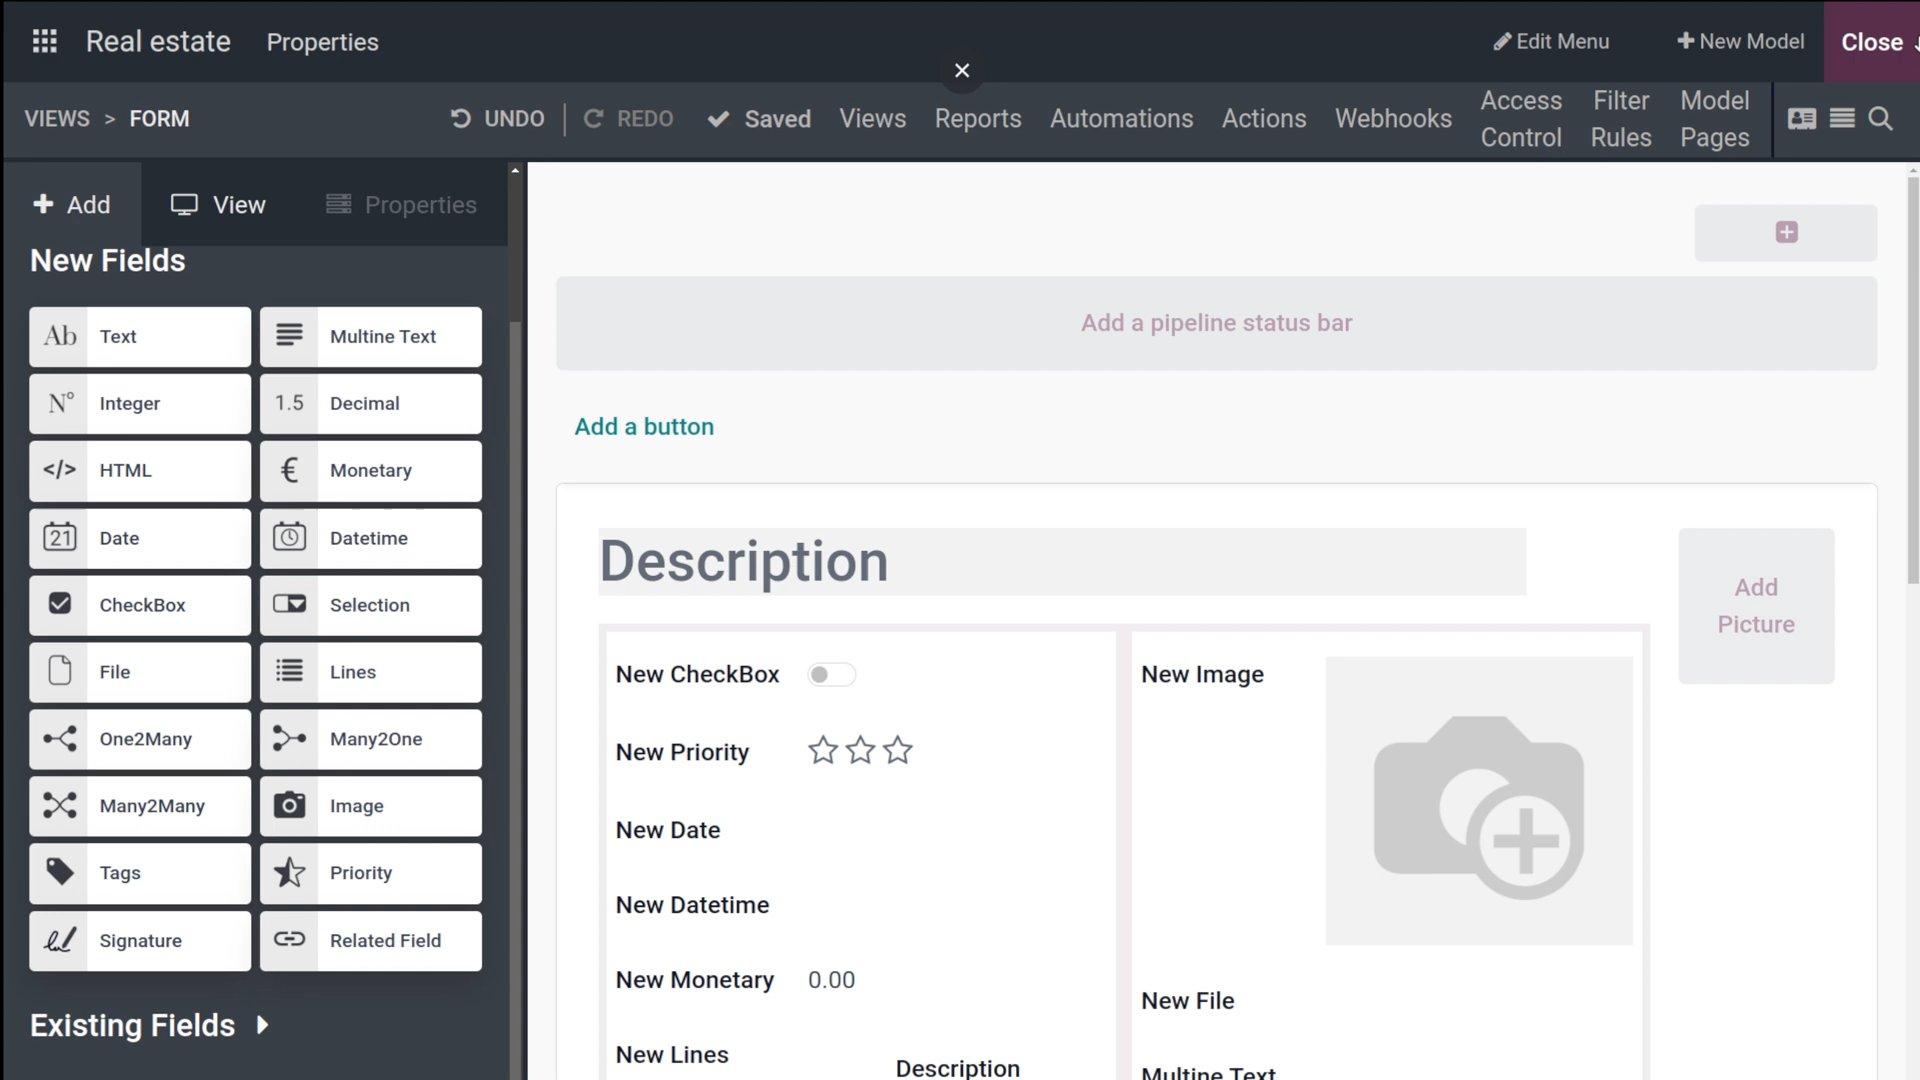 Real estate Properties
Edit Menu New Model Close
VIEWS > FORM
UNDO REDO Saved Views Reports Automations Actions Webhooks
Access Control
Filter Rules
Model Pages
Add View Properties
New Fields
Ab Text
Multine Text
N° Integer
1.5 Decimal
</> HTML
€ Monetary
21 Date
Datetime
CheckBox
Selection
File
Lines
One2Many
Many2One
Many2Many
Image
Tags
Priority
Signature
Related Field
Existing Fields
Add a pipeline status bar
Add a button
Description
Add
Picture
New CheckBox
New Priority
New Date
New Datetime
New Monetary 0.00
New Lines
Description
New Image
New File
Multine Text